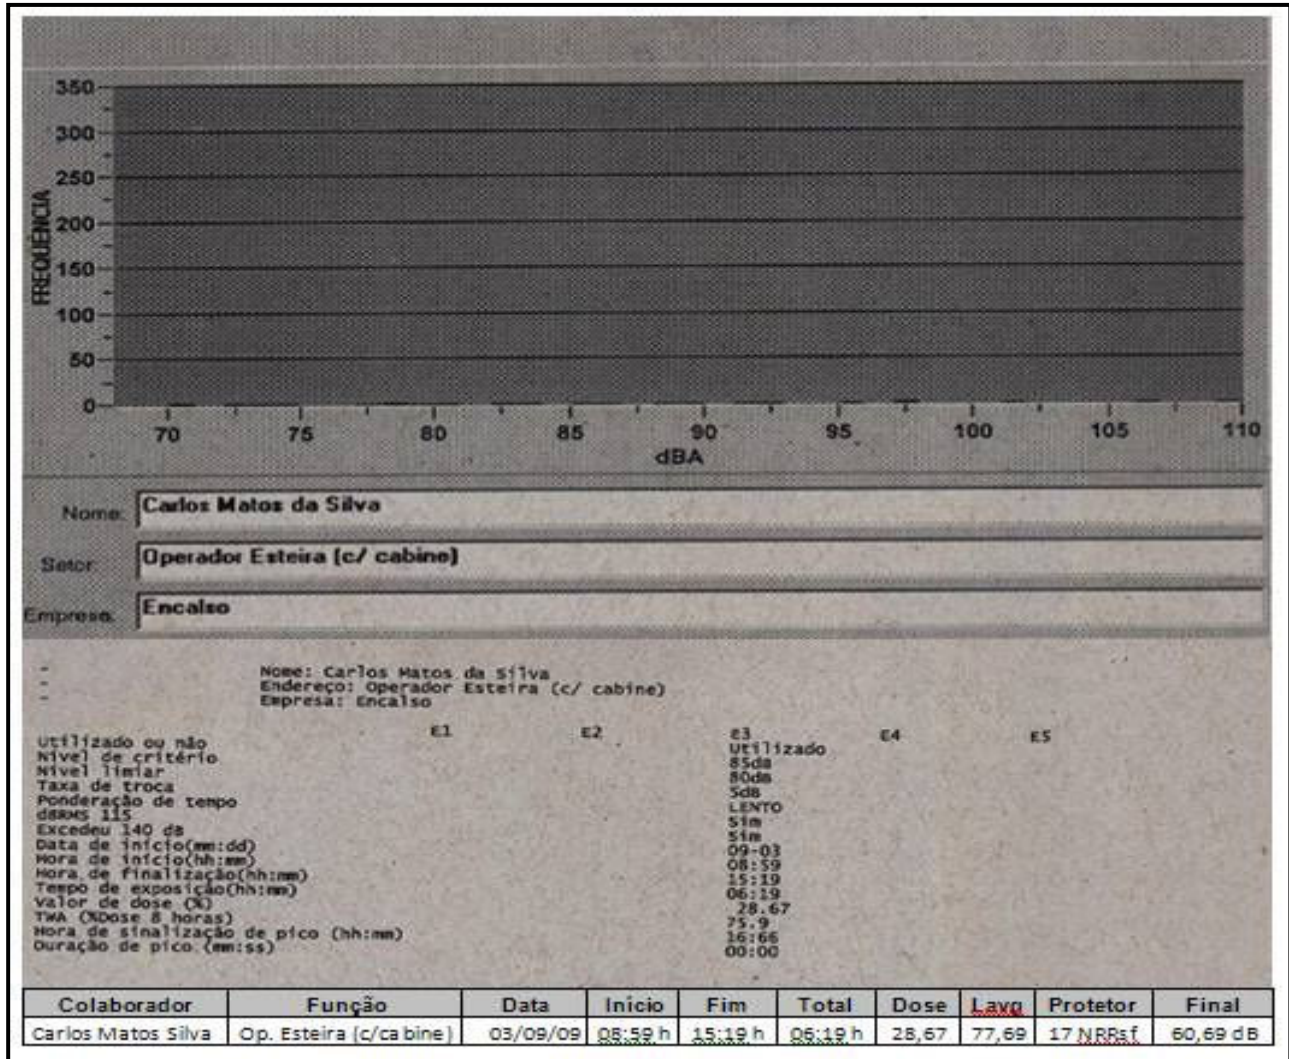 350
300
250
200
150
100
50
0
FREQUÊNCIA
70 75 80 85 90 95 100 105 110
dBA
Nome: Carlos Matos da Silva
Setor: Operador Esteira (c/ cabine)
Empresa: Encalso
- Nome: Carlos Matos da Silva
- Endereço: Operador Esteira (c/ cabine)
- Empresa: Encalso
E1 E2 E3 E4 E5
Utilizado ou não Utilizado
Nível de critério 85dB
Nível limiar 80dB
Taxa de troca 5dB
Ponderação de tempo LENTO
dBRMS 115 Sim
Excedeu 140 dB Sim
Data de início(mm:dd) 09-03
Hora de início(hh:mm) 08:59
Hora de finalização(hh:mm) 15:19
Tempo de exposição(hh:mm) 06:19
Valor de dose (%) 28.67
TWA (%Dose 8 horas) 75.9
Hora de sinalização de pico (hh:mm) 16:66
Duração de pico (mm:ss) 00:00
Colaborador Função Data Início Fim Total Dose Lavg Protetor Final
Carlos Matos Silva Op. Esteira (c/cabine) 03/09/09 08:59 h 15:19 h 06:19 h 28,67 77,69 17 NRRsf 60,69 dB